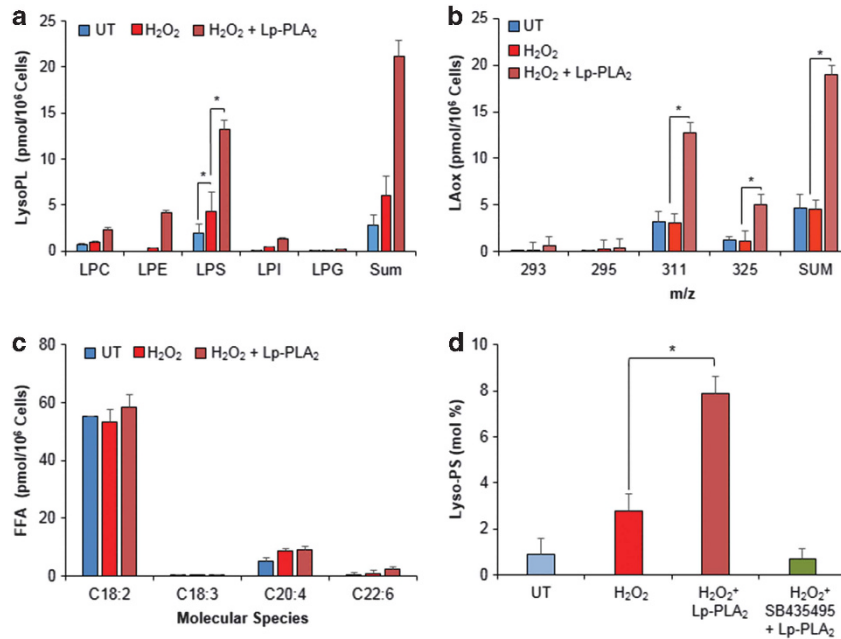 a
UT H₂O₂ H₂O₂ + Lp-PLA₂
LysoPL (pmol/10⁶ Cells)
25
20
15
10
5
0
* *
LPC LPE LPS LPI LPG Sum
b
UT
H₂O₂
H₂O₂ + Lp-PLA₂
LAox (pmol/10⁶ Cells)
25
20
15
10
5
0
* * *
293 295 311 325 SUM
m/z
c
UT H₂O₂ H₂O₂ + Lp-PLA₂
FFA (pmol/10⁶ Cells)
80
60
40
20
0
C18:2 C18:3 C20:4 C22:6
Molecular Species
d
Lyso-PS (mol %)
10
8
6
4
2
0
*
UT H₂O₂ H₂O₂+ H₂O₂+
Lp-PLA₂ SB435495
+ Lp-PLA₂